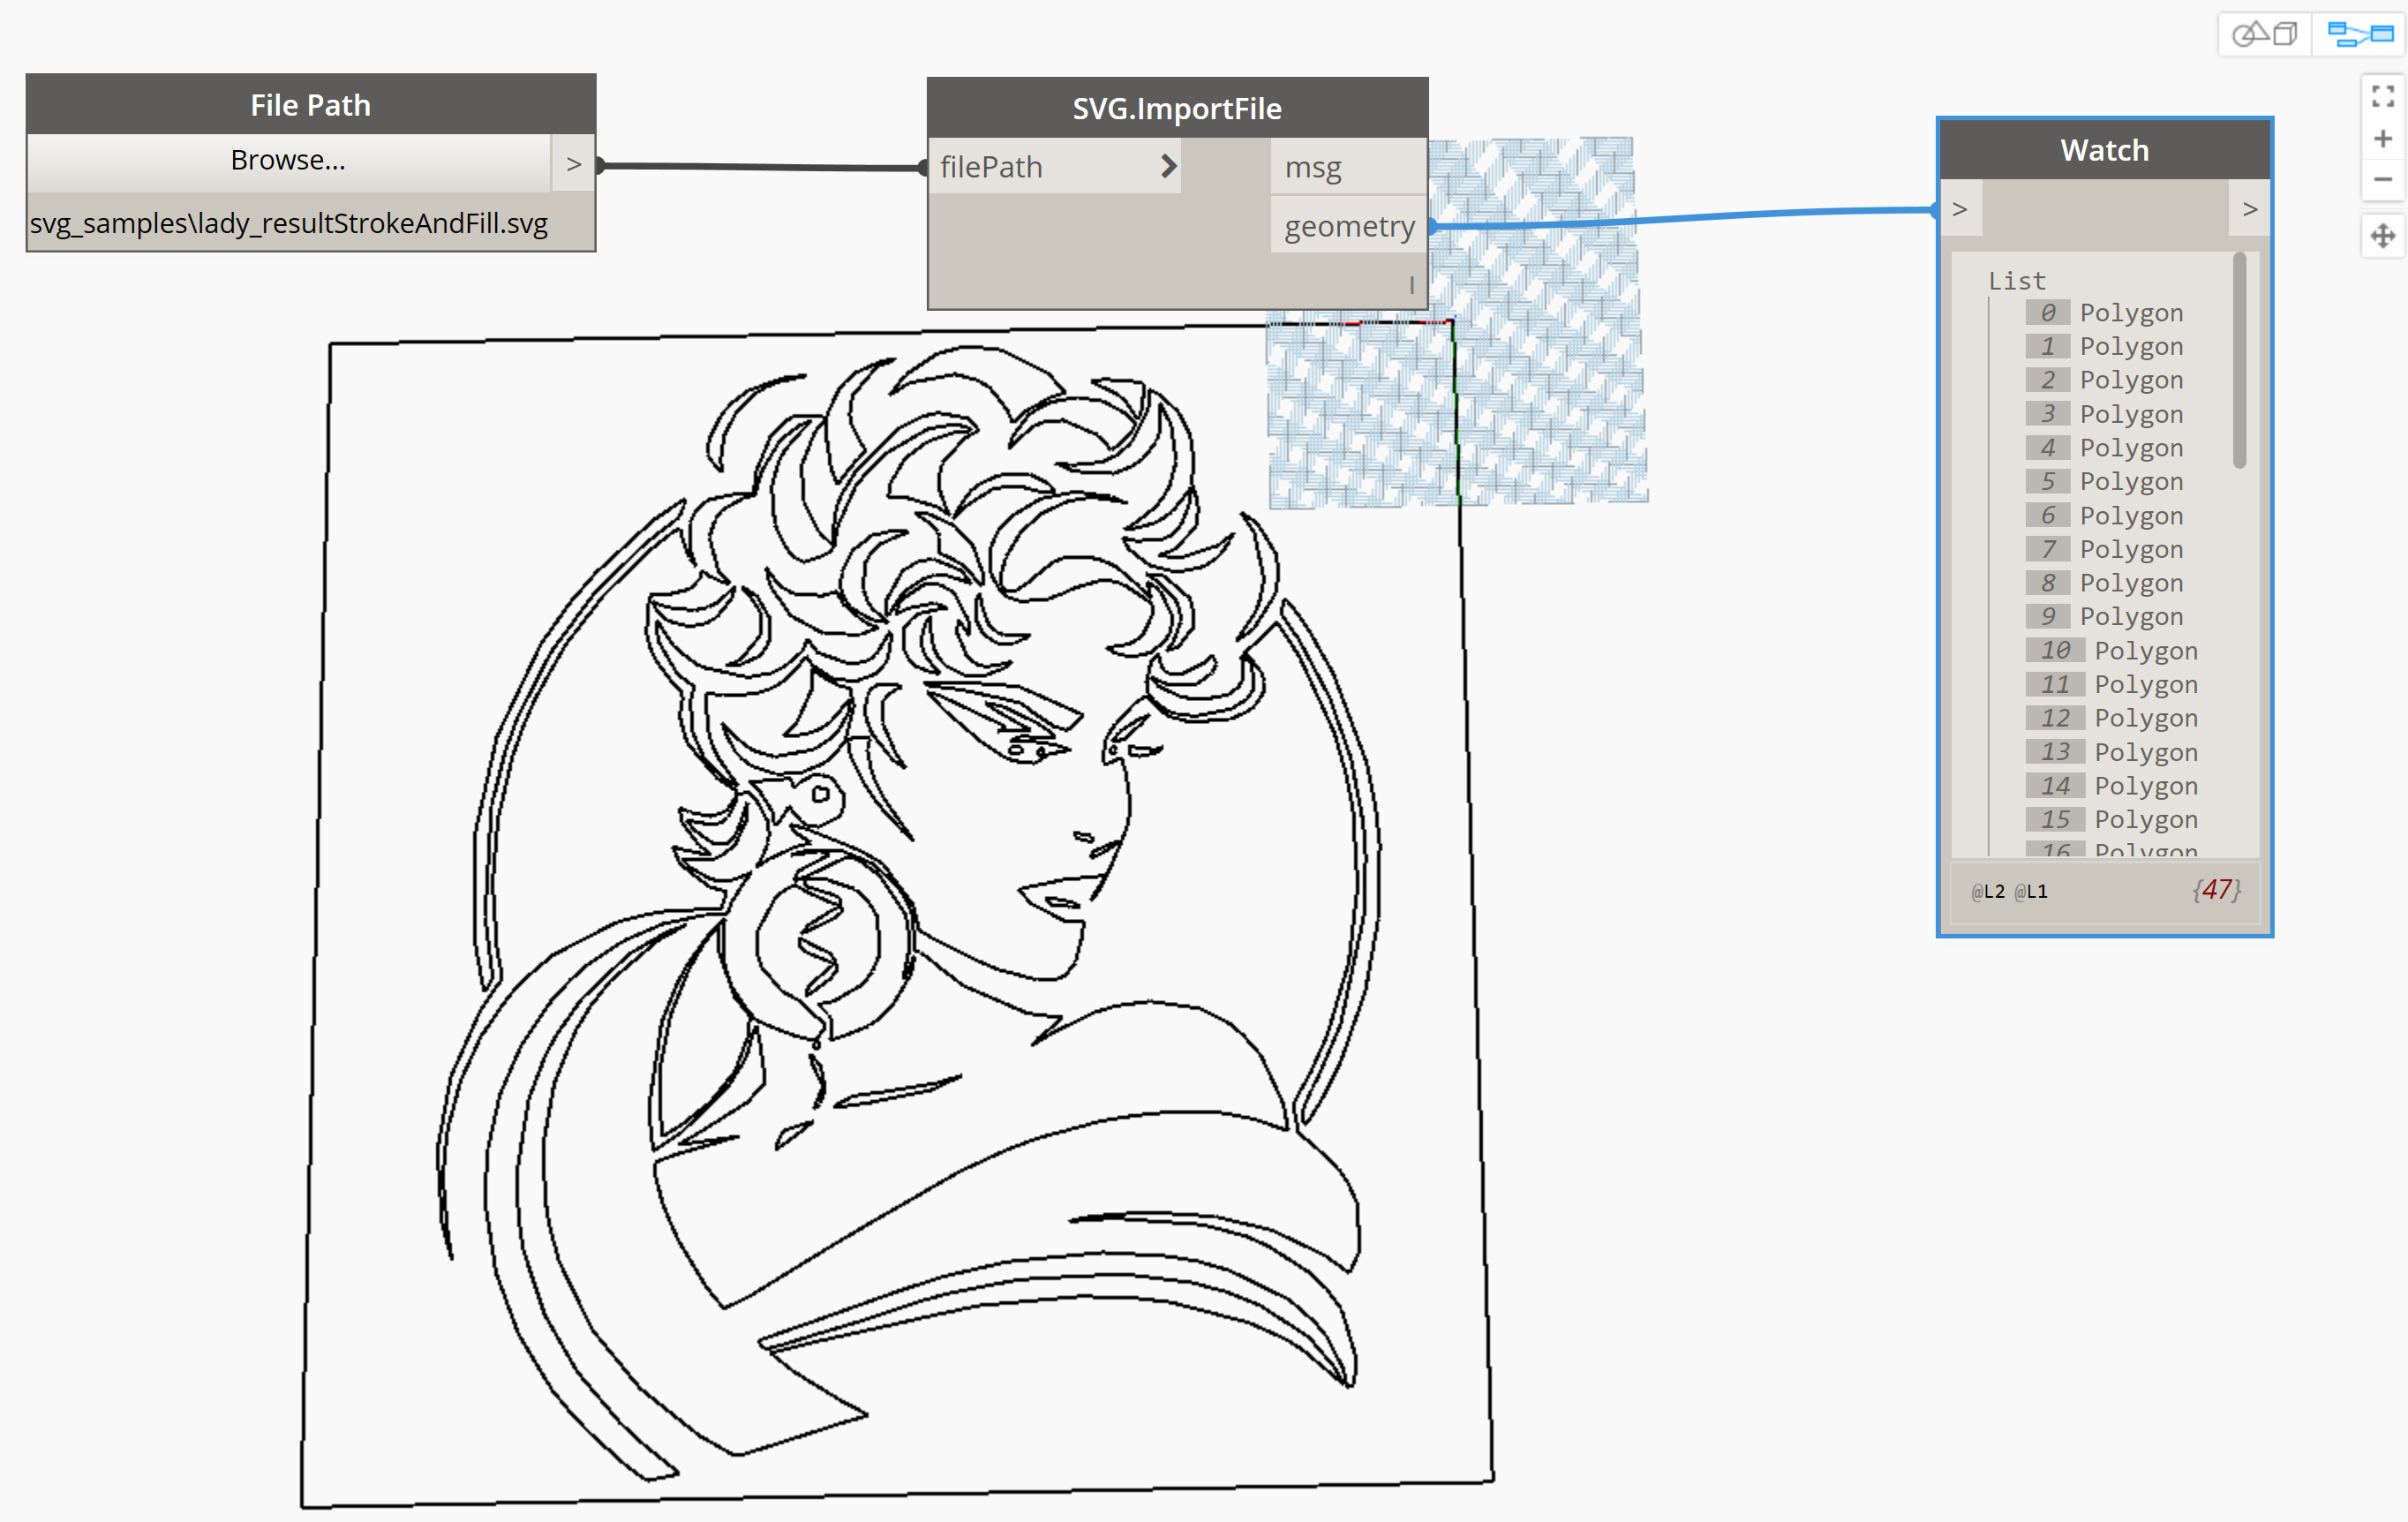 File Path
Browse...
>
svg_samples\lady_resultStrokeAndFill.svg
SVG.ImportFile
filePath
msg
geometry
Watch
> >
List
0 Polygon
1 Polygon
2 Polygon
3 Polygon
4 Polygon
5 Polygon
6 Polygon
7 Polygon
8 Polygon
9 Polygon
10 Polygon
11 Polygon
12 Polygon
13 Polygon
14 Polygon
15 Polygon
16 Polygon
@L2 @L1 {47}